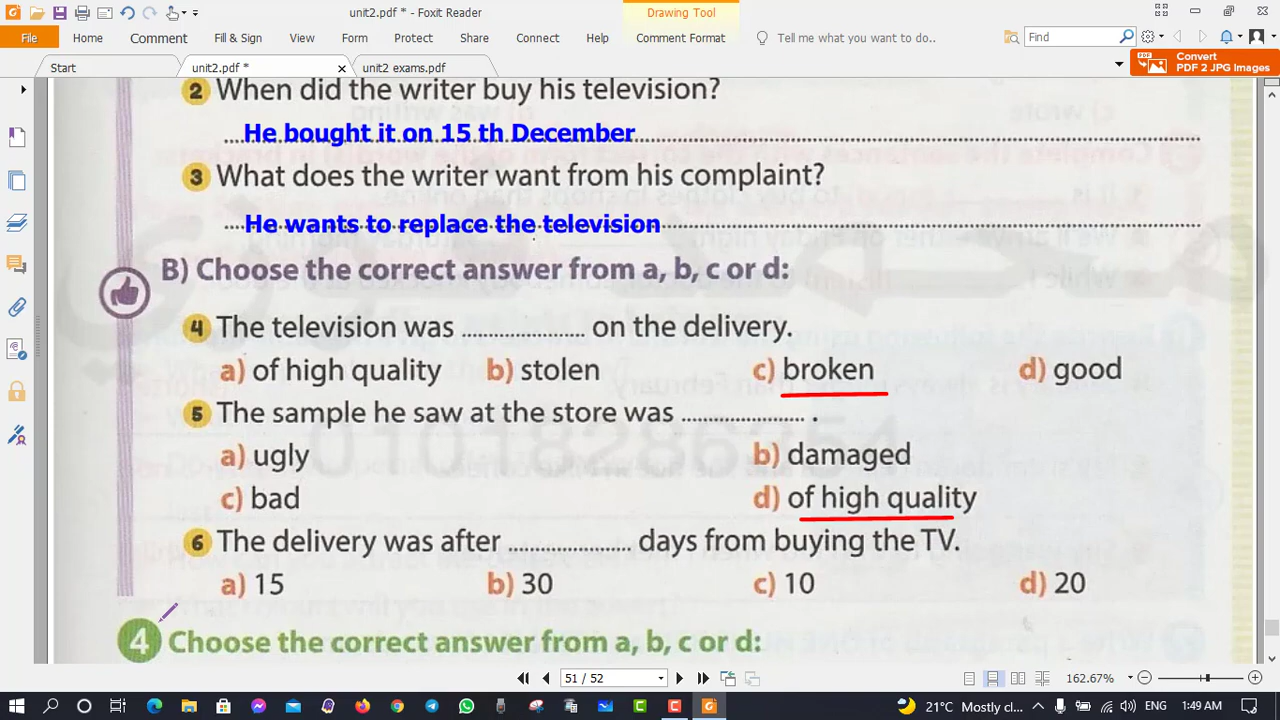 unit2.pdf * - Foxit Reader
Drawing Tool
File
Home
Comment
Fill & Sign
View
Form
Protect
Share
Connect
Help
Comment Format
Tell me what you want to do..
Find
Start
unit2.pdf *
unit2 exams.pdf
Convert
PDF 2 JPG Images
2 When did the writer buy his television?
He bought it on 15 th December
3 What does the writer want from his complaint?
He wants to replace the television
B) Choose the correct answer from a, b, c or d:
4 The television was .................... on the delivery.
a) of high quality b) stolen c) broken d) good
5 The sample he saw at the store was .................... .
a) ugly b) damaged
c) bad d) of high quality
6 The delivery was after .................... days from buying the TV.
a) 15 b) 30 c) 10 d) 20
4 Choose the correct answer from a, b, c or d:
51 / 52
162.67%
21°C Mostly cl... ENG 1:49 AM